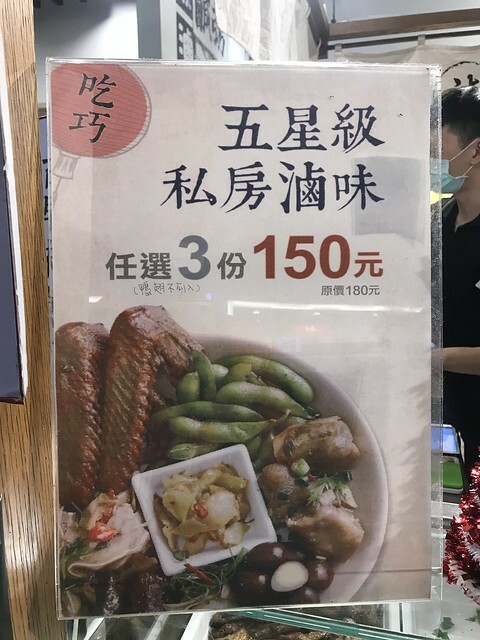 吃
巧
五星級
私房滷味
任選3份150元
(鴨翅不列入)
原價180元